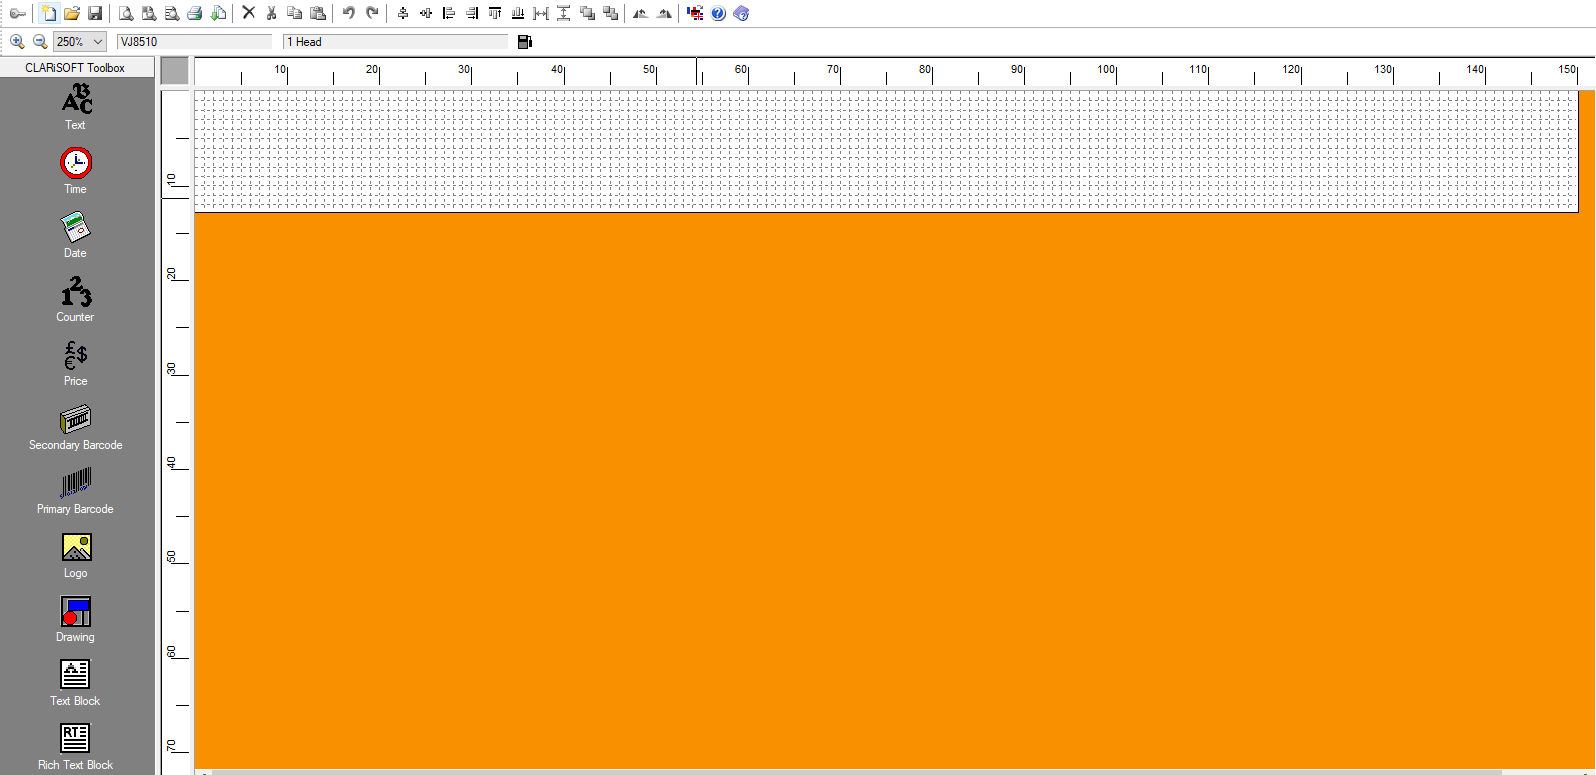 250% VJ8510 1 Head
CLARiSOFT Toolbox
10 20 30 40 50 60 70 80 90 100 110 120 130 140 150
Text
Time
Date
Counter
Price
Secondary Barcode
Primary Barcode
Logo
Drawing
Text Block
RTE
Rich Text Block
10
20
30
40
50
60
70